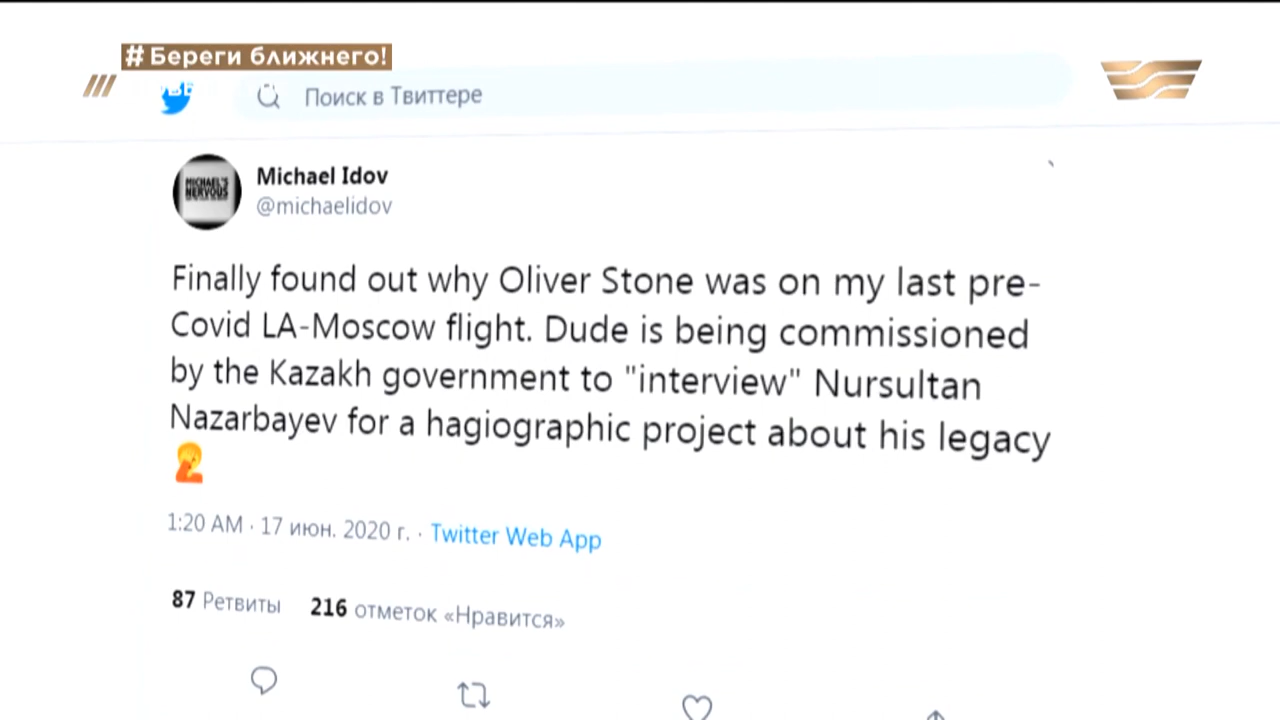 # Береги ближнего!
Поиск в Твиттере
MICHAEL'S
NERVOUS
Michael Idov
@michaelidov
Finally found out why Oliver Stone was on my last pre-
Covid LA-Moscow flight. Dude is being commissioned
by the Kazakh government to "interview" Nursultan
Nazarbayev for a hagiographic project about his legacy
1:20 AM · 17 июн. 2020 г. · Twitter Web App
87 Ретвиты 216 отметок «Нравится»